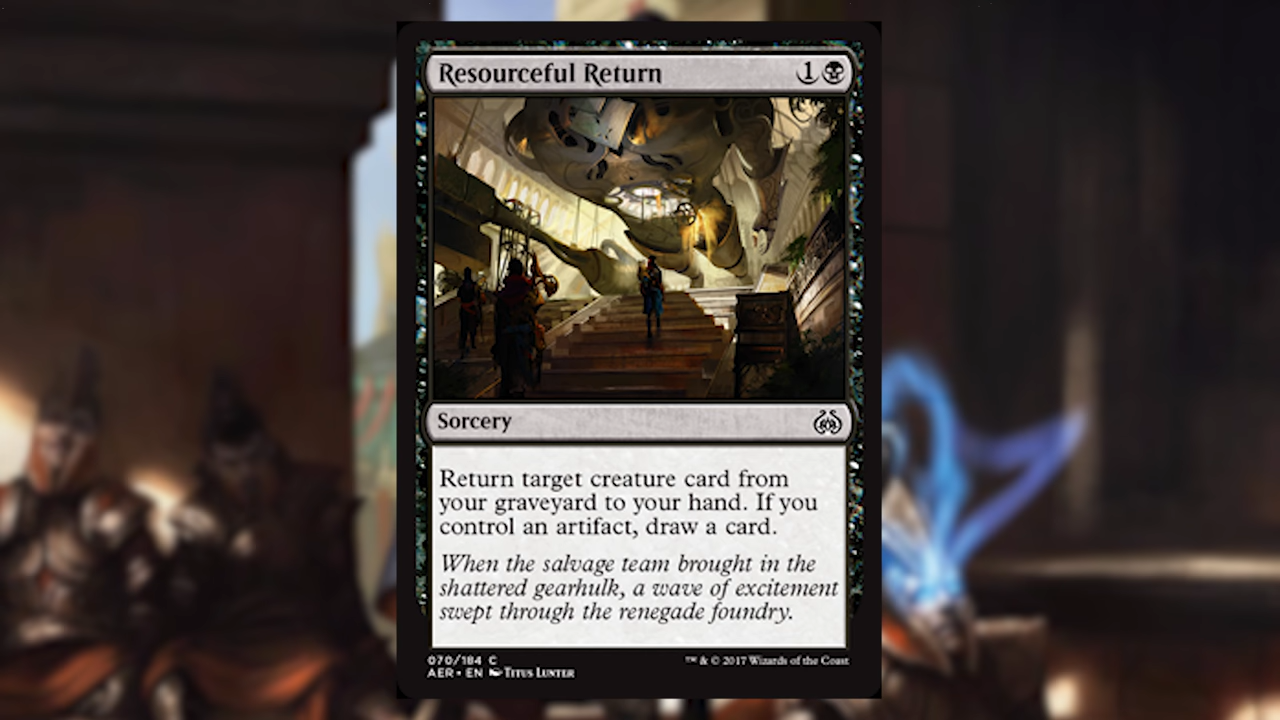 Resourceful Return 1
Sorcery
Return target creature card from
your graveyard to your hand. If you
control an artifact, draw a card.
When the salvage team brought in the
shattered gearhulk, a wave of excitement
swept through the renegade foundry.
070/184 C
™ & © 2017 Wizards of the Coast
AER • EN Titus Lunter